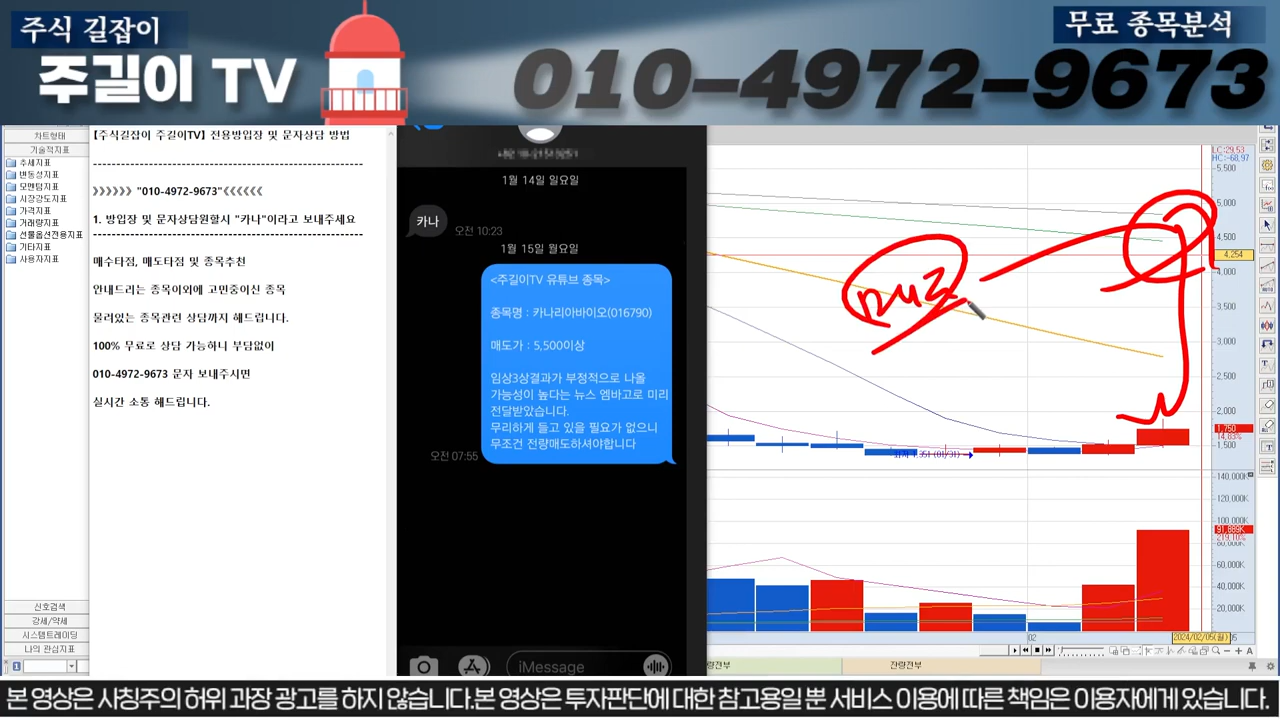 주식 길잡이
무료 종목분석
주길이 TV
010-4972-9673
차트형태
기술적지표
추세지표
변동성지표
모멘텀지표
시장강도지표
가격지표
거래량지표
선물옵션전용지표
기타지표
사용자지표
신호검색
강세/약세
시스템트레이딩
나의 관심지표
[주식길잡이 주길이TV] 전용방입장 및 문자상담 방법
》》》》》》 "010-4972-9673"《《《《《《
1. 방입장 및 문자상담원할시 "카나"이라고 보내주세요
매수타점, 매도타점 및 종목추천
안내드리는 종목이외에 고민중이신 종목
물려있는 종목관련 상담까지 해드립니다.
100% 무료로 상담 가능하니 부담없이
010-4972-9673 문자 보내주시면
실시간 소통 해드립니다.
1월 14일 일요일
카나
오전 10:23
1월 15일 월요일
<주길이TV 유튜브 종목>
종목명 : 카나리아바이오(016790)
매도가 : 5,500이상
임상3상결과가 부정적으로 나올
가능성이 높다는 뉴스 엠바고로 미리
전달받았습니다.
무리하게 들고 있을 필요가 없으니
무조건 전량매도하셔야합니다
오전 07:55
iMessage
LC:29,53
HC:-68,97
5,500
5,000
4,500
4,254
4,000
3,500
3,000
2,000
1,750
14,83%
1,500
1,351 (01/31)
140,000K
120,000K
100,000K
91,889K
219,10%
80,000K
60,000K
40,000K
20,000K
02
2024/02/05(월)
잔량전부
본 영상은 사칭주의 허위 과장 광고를 하지 않습니다.본 영상은 투자판단에 대한 참고용일 뿐 서비스 이용에 따른 책임은 이용자에게 있습니다.